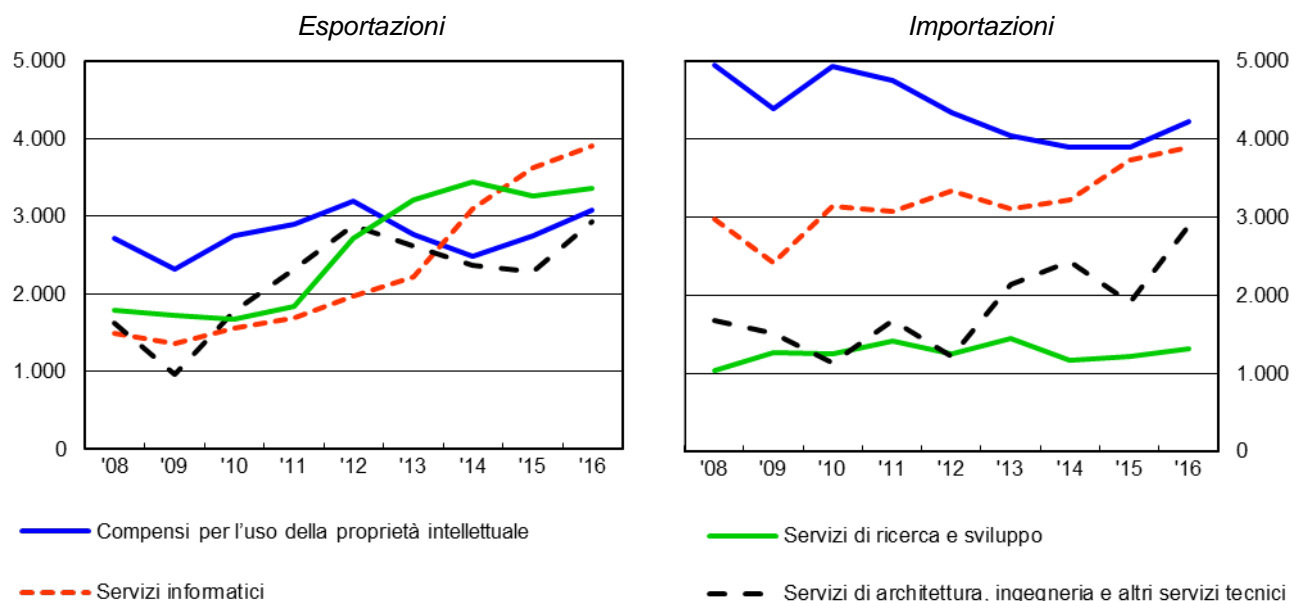 Esportazioni
5.000
4.000
3.000
2.000
1.000
0
'08 '09 '10 '11 '12 '13 '14 '15 '16
Importazioni
5.000
4.000
3.000
2.000
1.000
0
'08 '09 '10 '11 '12 '13 '14 '15 '16
Compensi per l'uso della proprietà intellettuale
Servizi di ricerca e sviluppo
Servizi informatici
Servizi di architettura, ingegneria e altri servizi tecnici